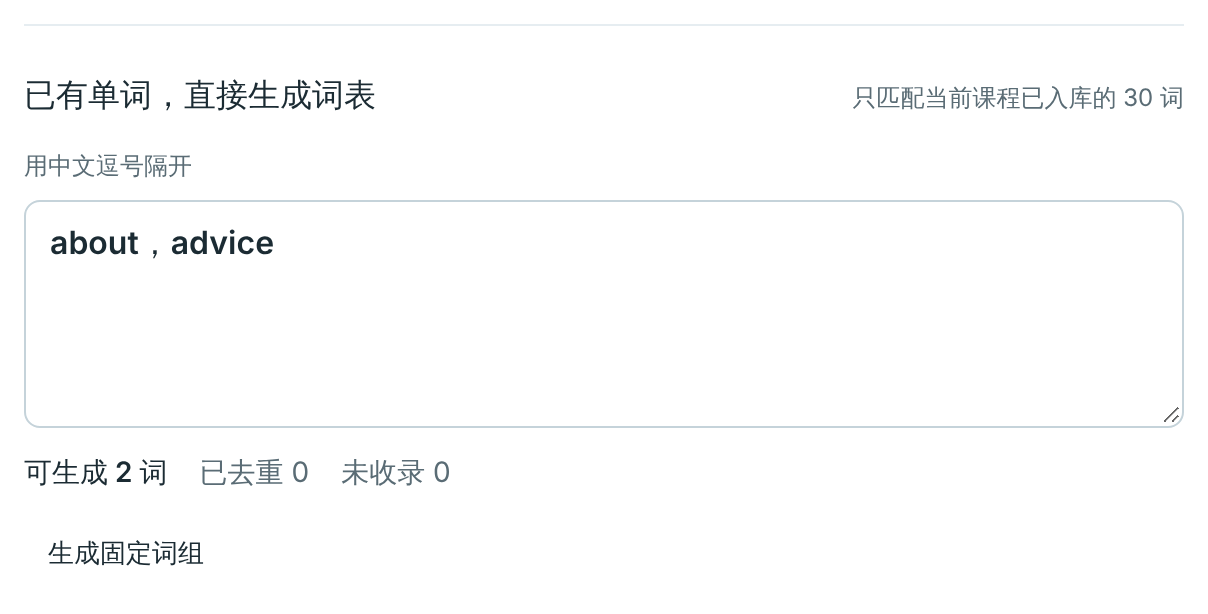 已有单词，直接生成词表
只匹配当前课程已入库的 30 词
用中文逗号隔开
about，advice
可生成 2 词 已去重 0 未收录 0
生成固定词组